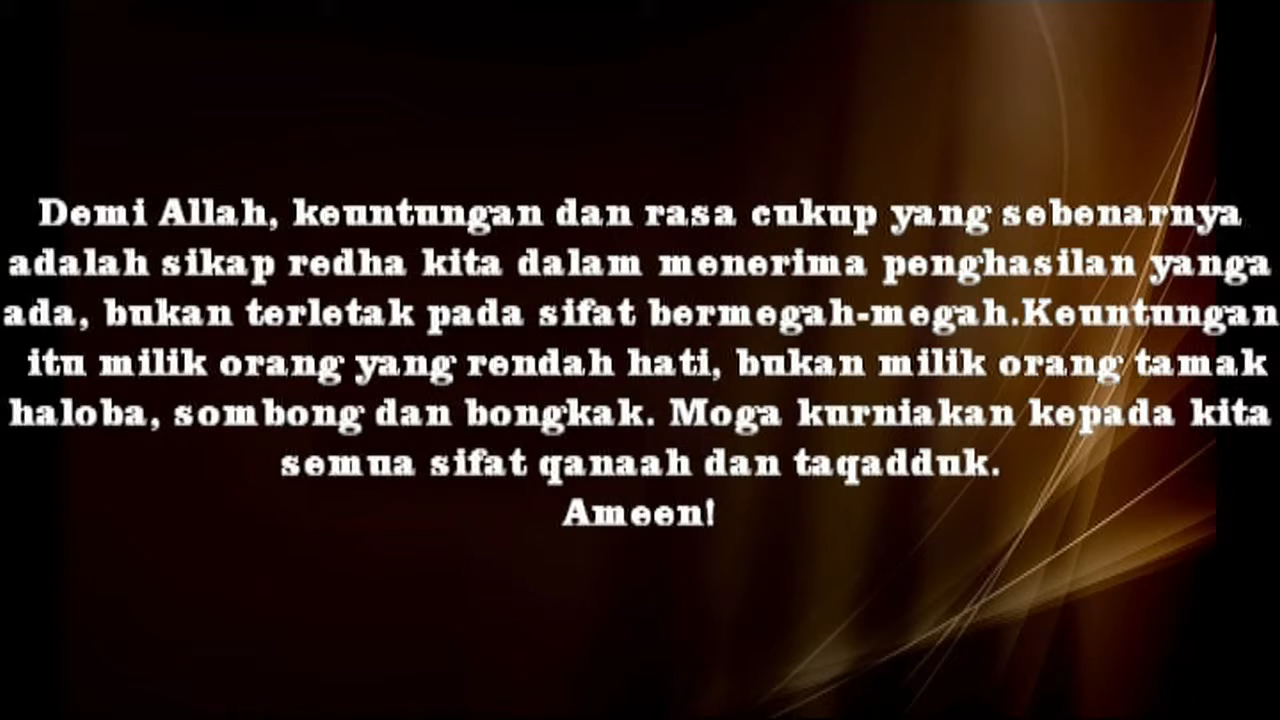 Demi Allah, keuntungan dan rasa cukup yang sebenarnya
adalah sikap redha kita dalam menerima penghasilan yanga
ada, bukan terletak pada sifat bermegah-megah.Keuntungan
itu milik orang yang rendah hati, bukan milik orang tamak
haloba, sombong dan bongkak. Moga kurniakan kepada kita
semua sifat qanaah dan taqadduk.
Ameen!